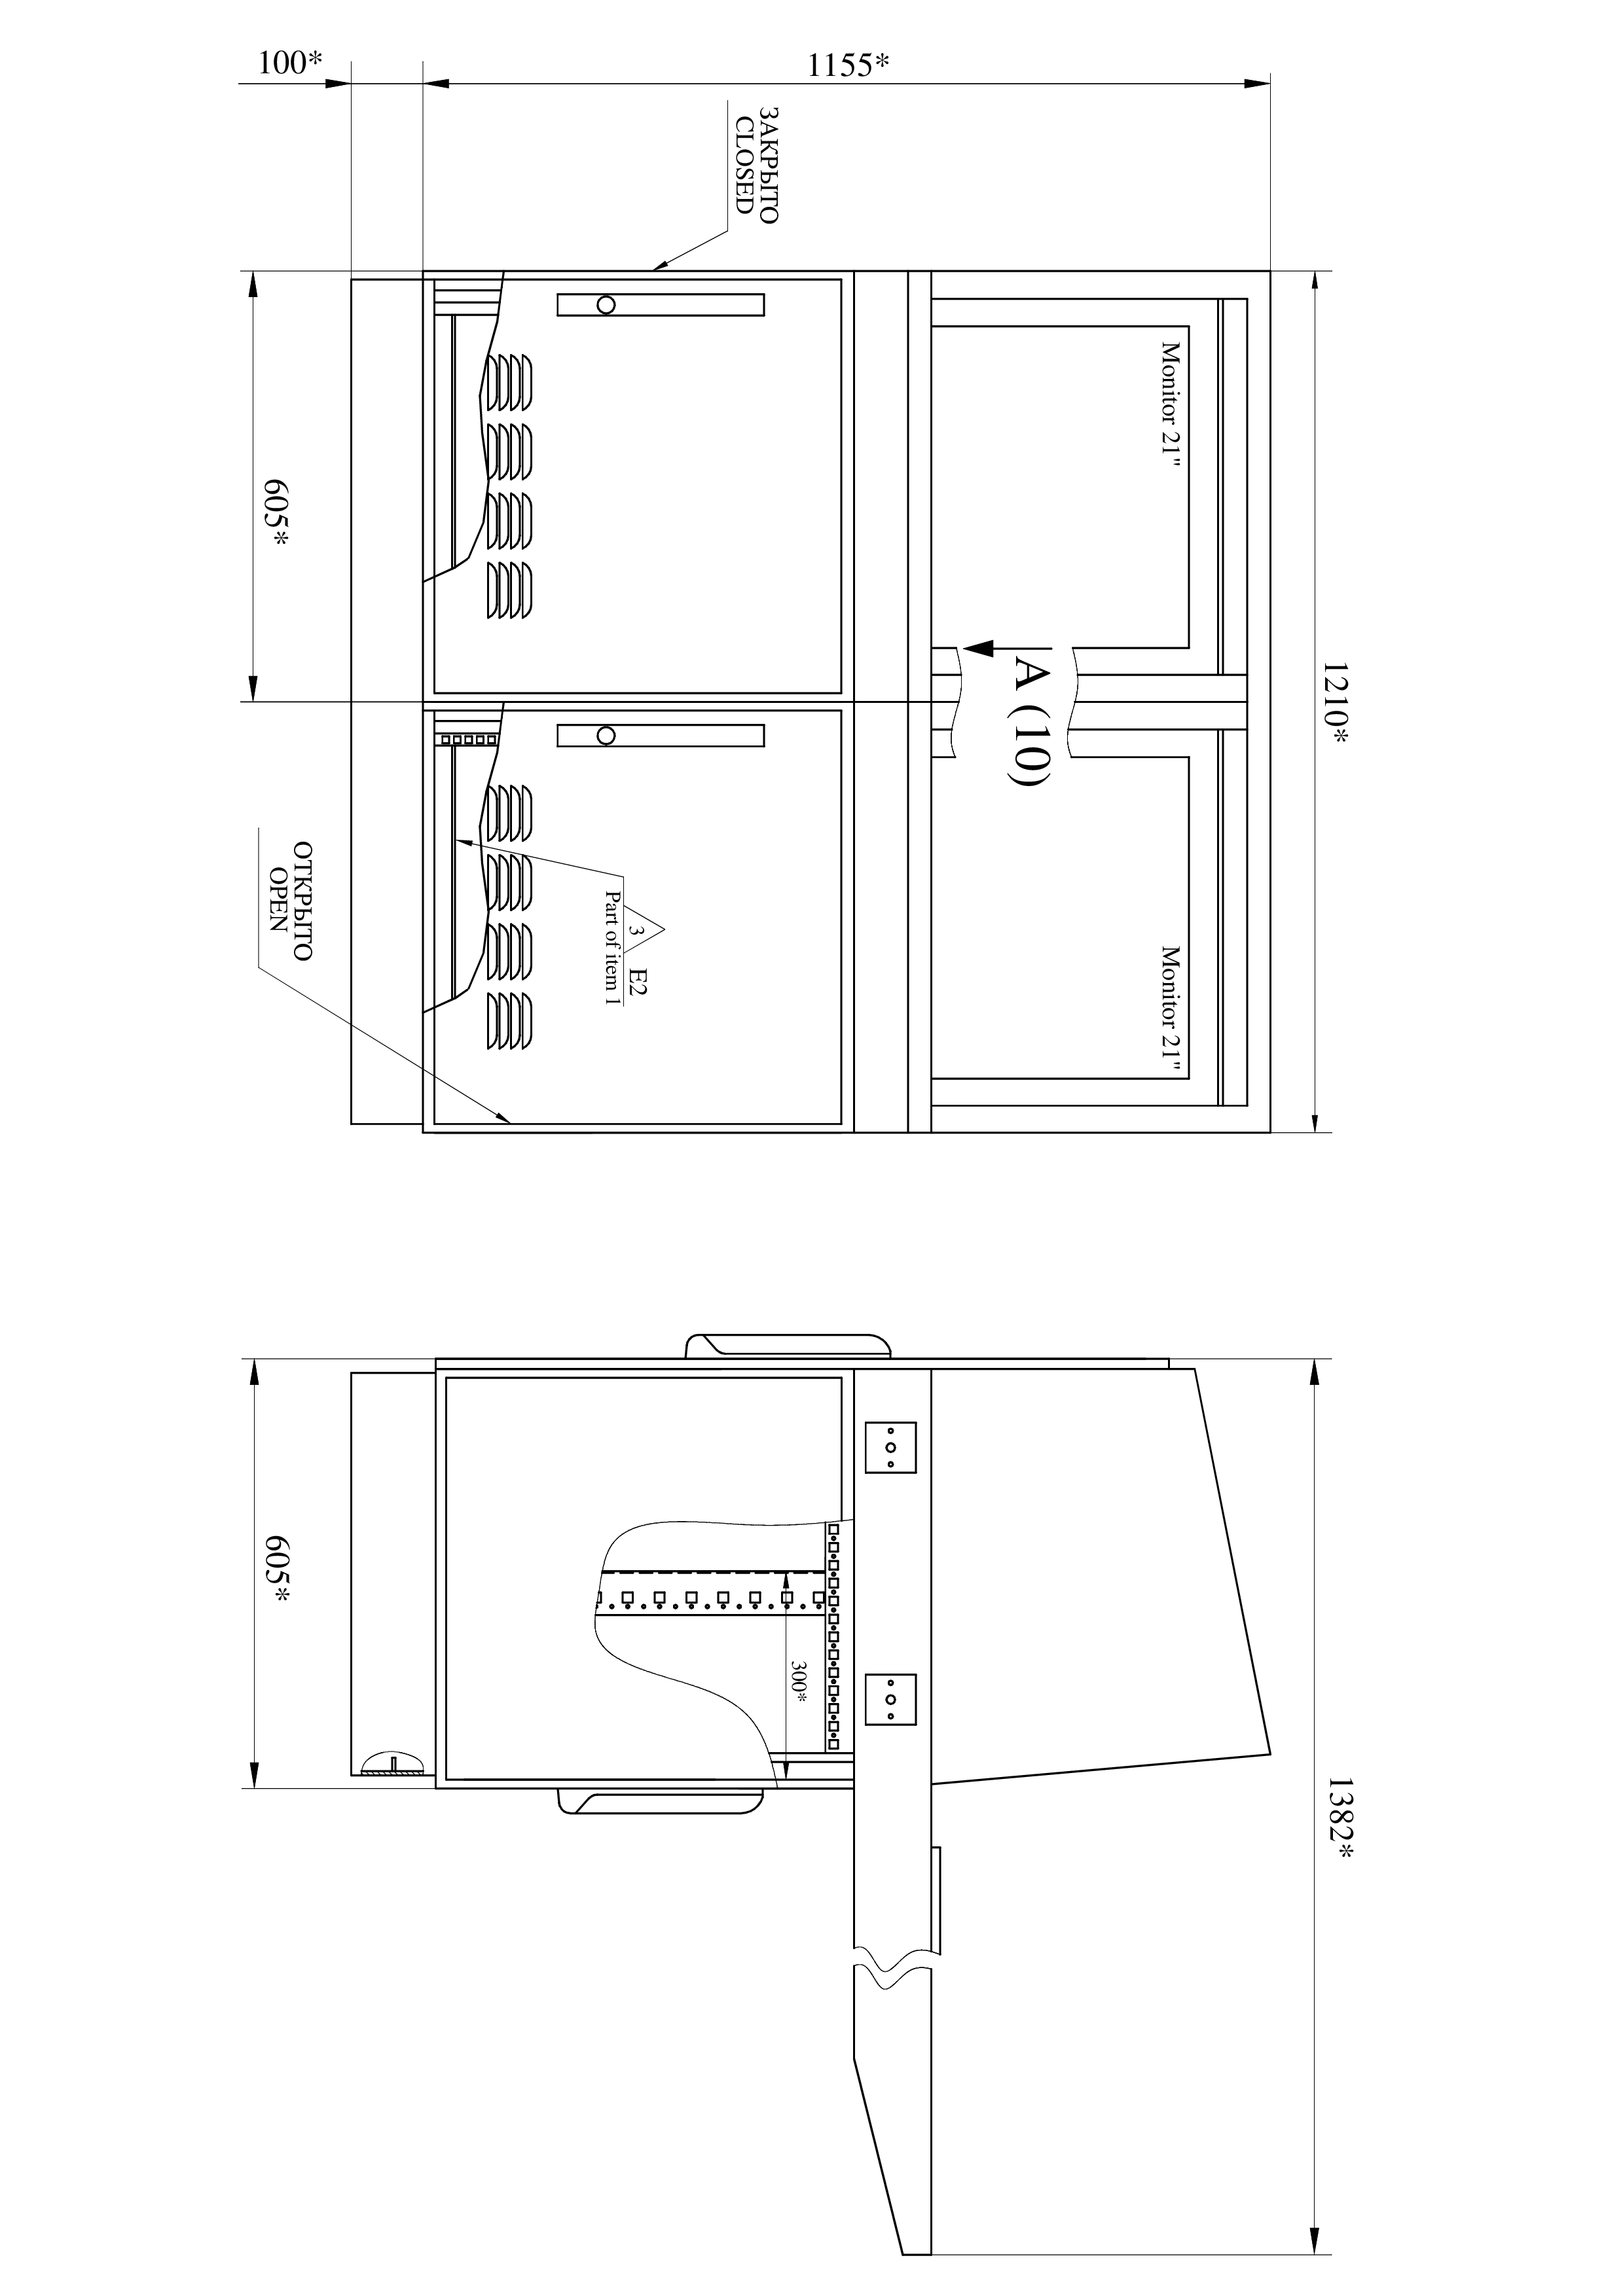 1210*
Monitor 21"
Monitor 21"
A (10)
1155*
100*
ЗАКРЫТО
CLOSED
3
E2
Part of item 1
ОТКРЫТО
OPEN
605*
1382*
300*
605*